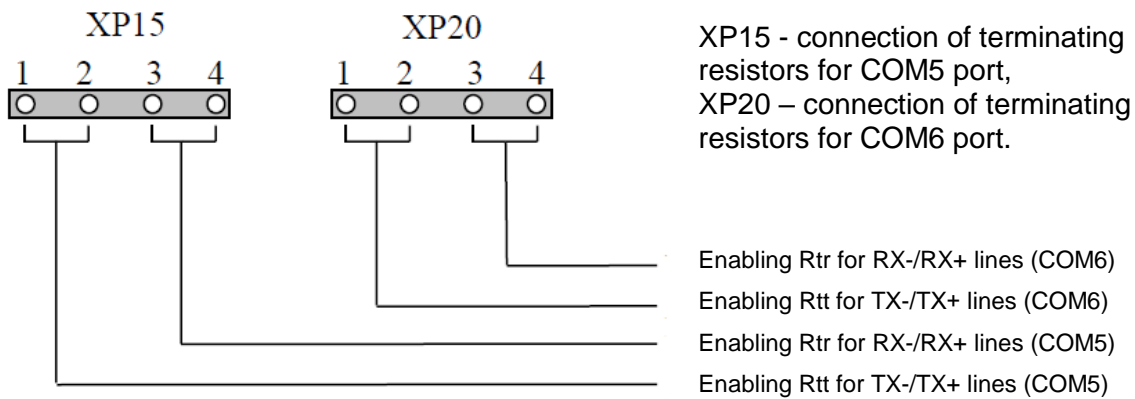 XP15 XP20
1 2 3 4 1 2 3 4
XP15 - connection of terminating
resistors for COM5 port,
XP20 – connection of terminating
resistors for COM6 port.
Enabling Rtr for RX-/RX+ lines (COM6)
Enabling Rtt for TX-/TX+ lines (COM6)
Enabling Rtr for RX-/RX+ lines (COM5)
Enabling Rtt for TX-/TX+ lines (COM5)